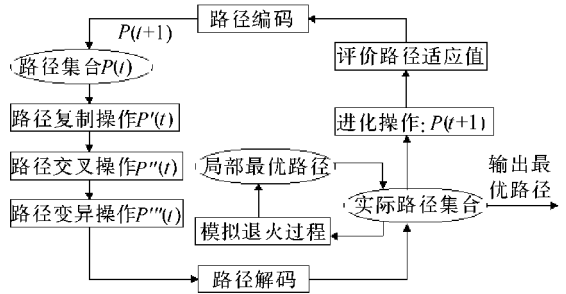 路径编码
P(t+1)
评价路径适应值
路径集合P(t)
路径复制操作P′(t)
进化操作:P(t+1)
路径交叉操作P″(t)
局部最优路径
输出最
优路径
路径变异操作P‴(t)
实际路径集合
模拟退火过程
路径解码